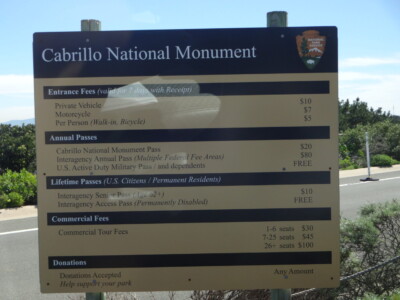 Cabrillo National Monument
Entrance Fees (valid for 7 days with Receipt)
Private Vehicle $10
Motorcycle $7
Per Person (Walk-in, Bicycle) $5
Annual Passes
Cabrillo National Monument Pass $20
Interagency Annual Pass (Multiple Federal Fee Areas) $80
U.S. Active Duty Military Pass and dependents FREE
Lifetime Passes (U.S. Citizens / Permanent Residents)
Interagency Senior Pass $10
Interagency Access Pass (Permanently Disabled) FREE
Commercial Fees
Commercial Tour Fees 1-6 seats $30
7-25 seats $45
26+ seats $100
Donations
Donations Accepted Any Amount
Help support your park